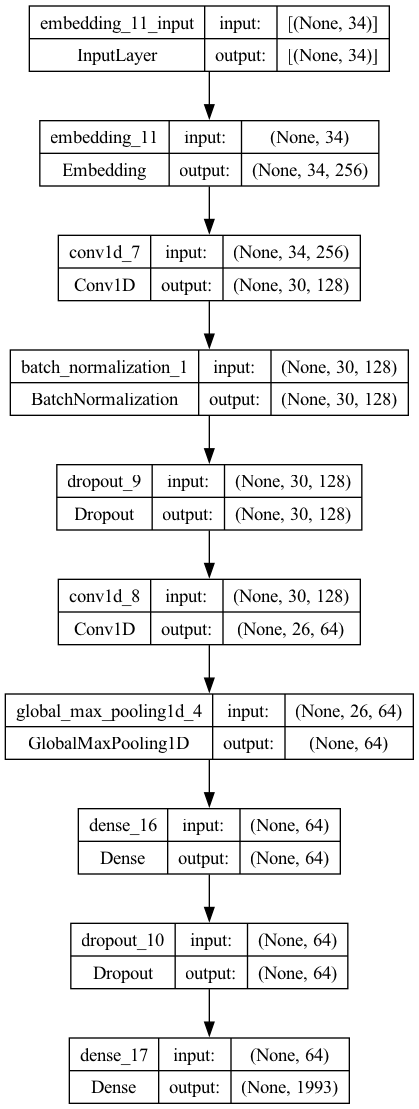 embedding_11_input input: [(None, 34)]
InputLayer output: [(None, 34)]
embedding_11 input: (None, 34)
Embedding output: (None, 34, 256)
conv1d_7 input: (None, 34, 256)
Conv1D output: (None, 30, 128)
batch_normalization_1 input: (None, 30, 128)
BatchNormalization output: (None, 30, 128)
dropout_9 input: (None, 30, 128)
Dropout output: (None, 30, 128)
conv1d_8 input: (None, 30, 128)
Conv1D output: (None, 26, 64)
global_max_pooling1d_4 input: (None, 26, 64)
GlobalMaxPooling1D output: (None, 64)
dense_16 input: (None, 64)
Dense output: (None, 64)
dropout_10 input: (None, 64)
Dropout output: (None, 64)
dense_17 input: (None, 64)
Dense output: (None, 1993)